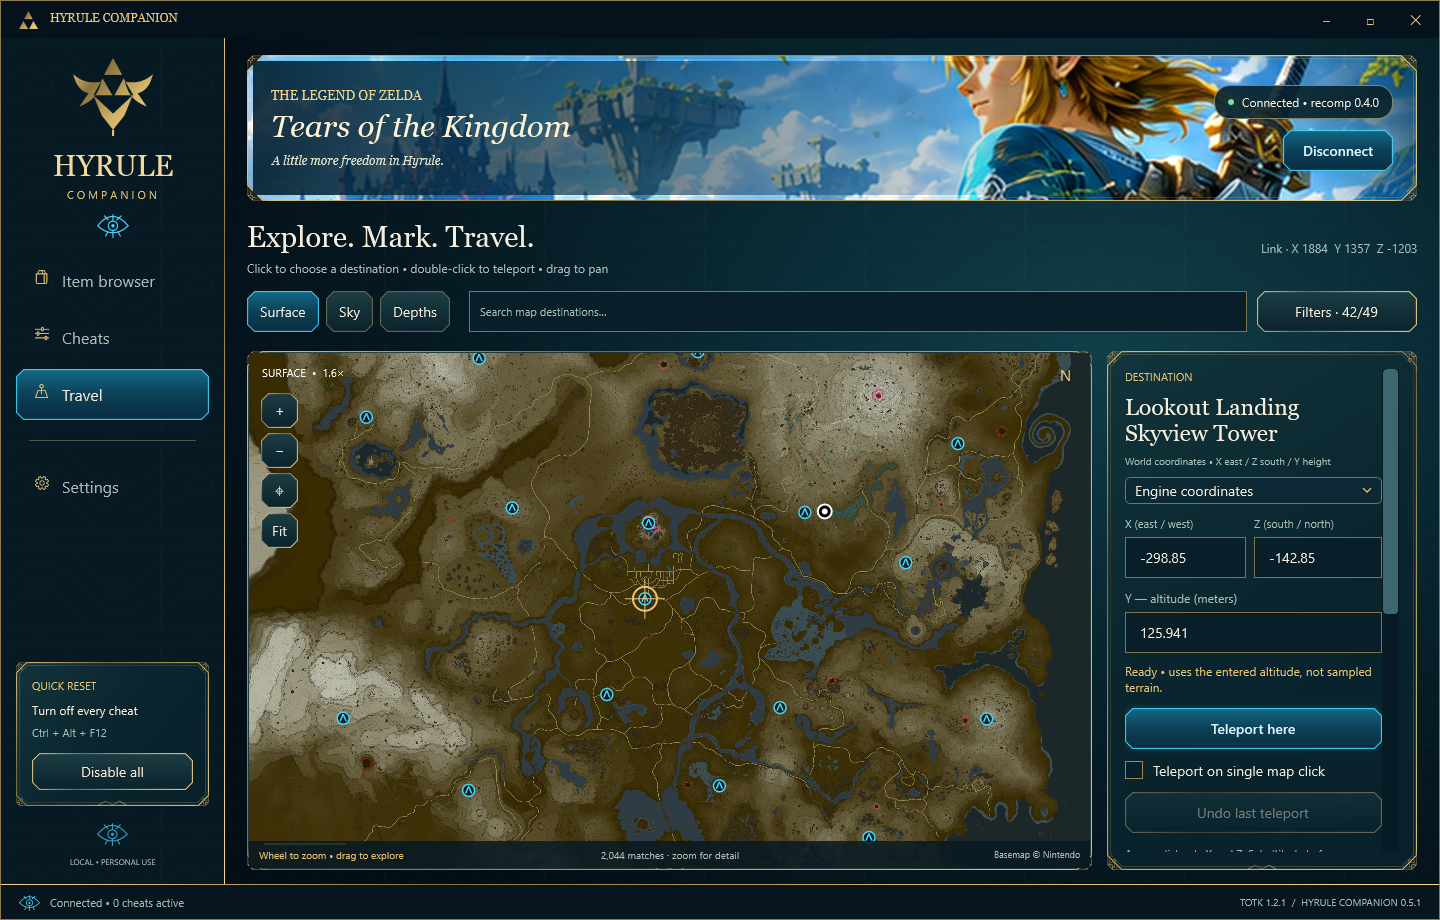 HYRULE COMPANION
HYRULE
COMPANION
Item browser
Cheats
Travel
Settings
QUICK RESET
Turn off every cheat
Ctrl + Alt + F12
Disable all
LOCAL • PERSONAL USE
THE LEGEND OF ZELDA
Tears of the Kingdom
A little more freedom in Hyrule.
Connected • recomp 0.4.0
Disconnect
Explore. Mark. Travel.
Click to choose a destination • double-click to teleport • drag to pan
Link · X 1884 Y 1357 Z -1203
Surface
Sky
Depths
Search map destinations...
Filters · 42/49
SURFACE • 1.6×
N
+
−
Fit
Wheel to zoom • drag to explore
2,044 matches · zoom for detail
Basemap © Nintendo
DESTINATION
Lookout Landing
Skyview Tower
World coordinates • X east / Z south / Y height
Engine coordinates
X (east / west)
Z (south / north)
-298.85
-142.85
Y — altitude (meters)
125.941
Ready • uses the entered altitude, not sampled
terrain.
Teleport here
Teleport on single map click
Undo last teleport
Connected • 0 cheats active
TOTK 1.2.1 / HYRULE COMPANION 0.5.1